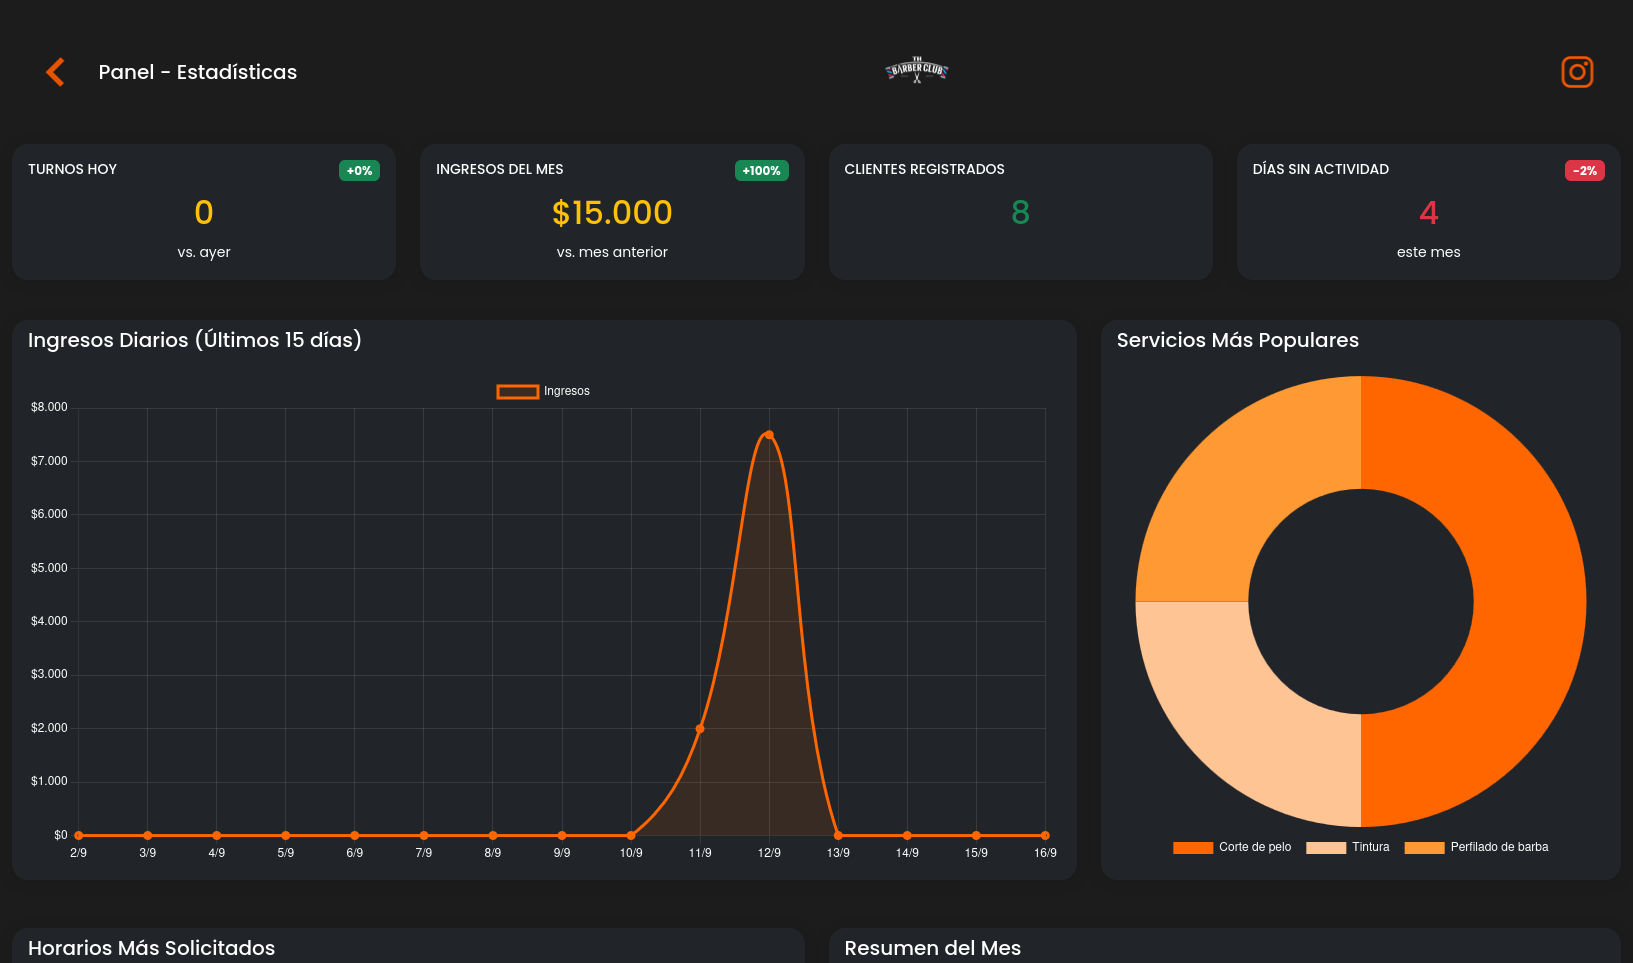 Panel - Estadísticas
TH
BARBER CLUB
TURNOS HOY
+0%
0
vs. ayer
INGRESOS DEL MES
+100%
$15.000
vs. mes anterior
CLIENTES REGISTRADOS
8
DÍAS SIN ACTIVIDAD
-2%
4
este mes
Ingresos Diarios (Últimos 15 días)
Ingresos
$8.000
$7.000
$6.000
$5.000
$4.000
$3.000
$2.000
$1.000
$0
2/9 3/9 4/9 5/9 6/9 7/9 8/9 9/9 10/9 11/9 12/9 13/9 14/9 15/9 16/9
Servicios Más Populares
Corte de pelo Tintura Perfilado de barba
Horarios Más Solicitados
Resumen del Mes